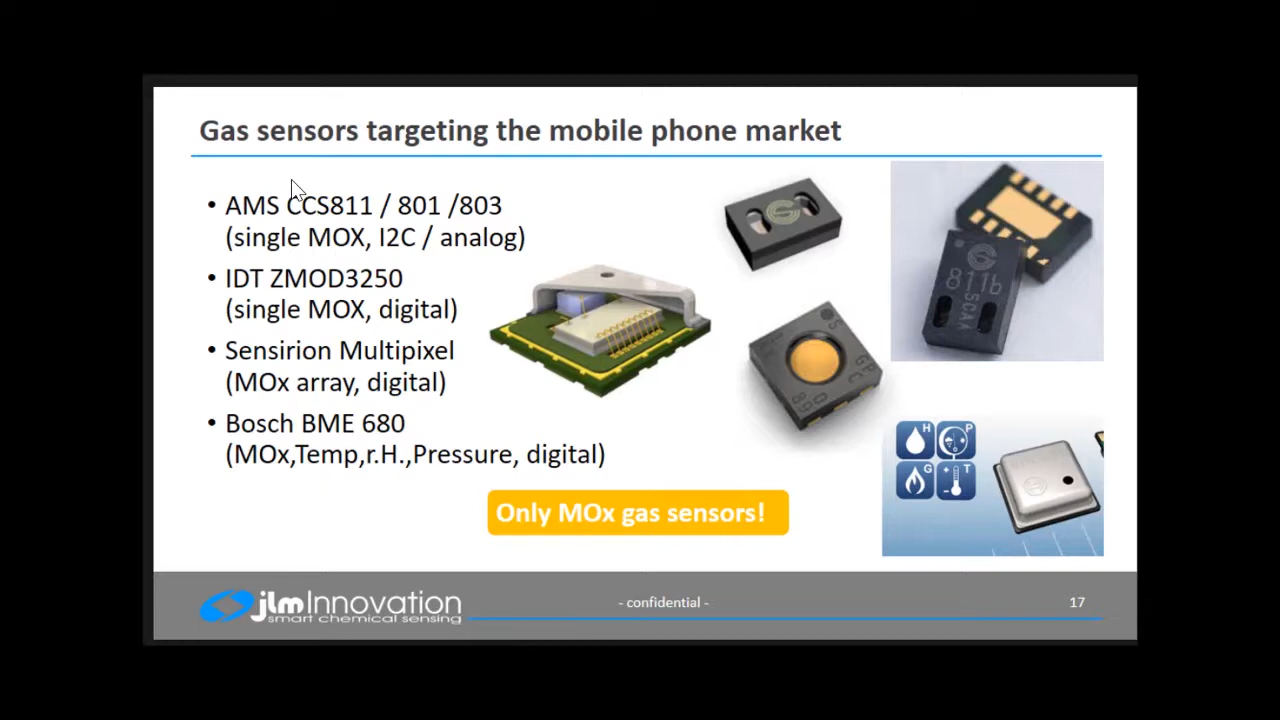 Gas sensors targeting the mobile phone market
• AMS CCS811 / 801 /803
(single MOX, I2C / analog)
• IDT ZMOD3250
(single MOX, digital)
• Sensirion Multipixel
(MOx array, digital)
• Bosch BME 680
(MOx,Temp,r.H.,Pressure, digital)
Only MOx gas sensors!
H
P
G
T
jlmInnovation
smart chemical sensing
- confidential -
17